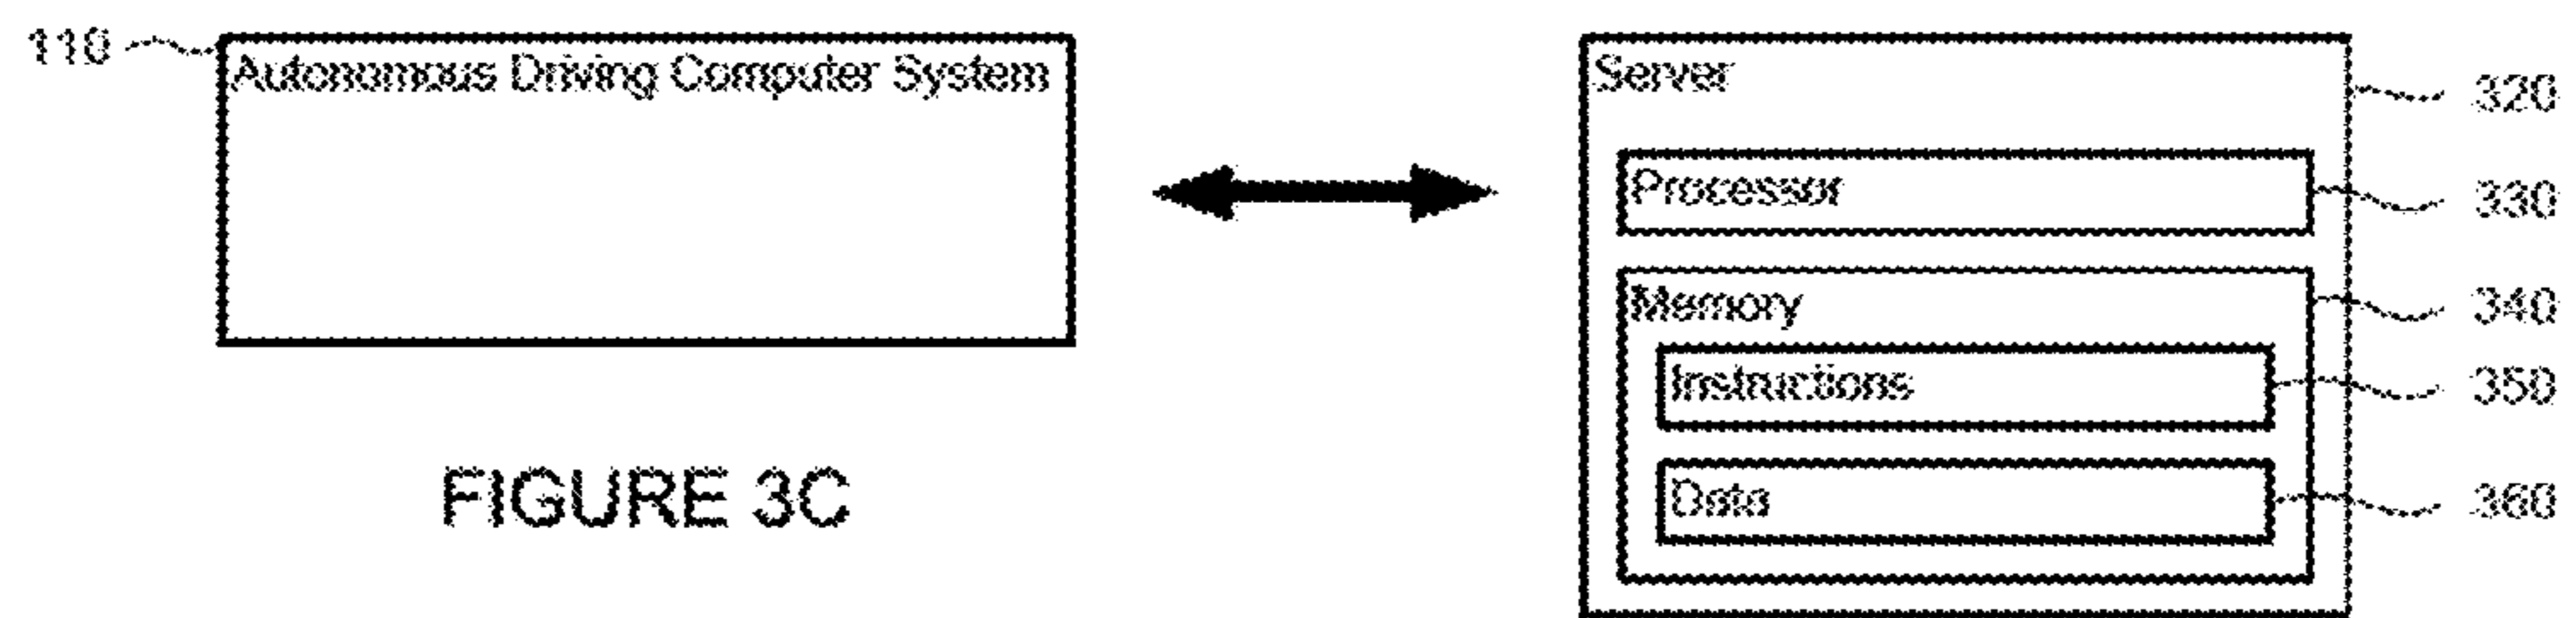 110
Autonomous Driving Computer System
Server
320
Processor
330
Memory
340
Instructions
350
Data
360
FIGURE 3C